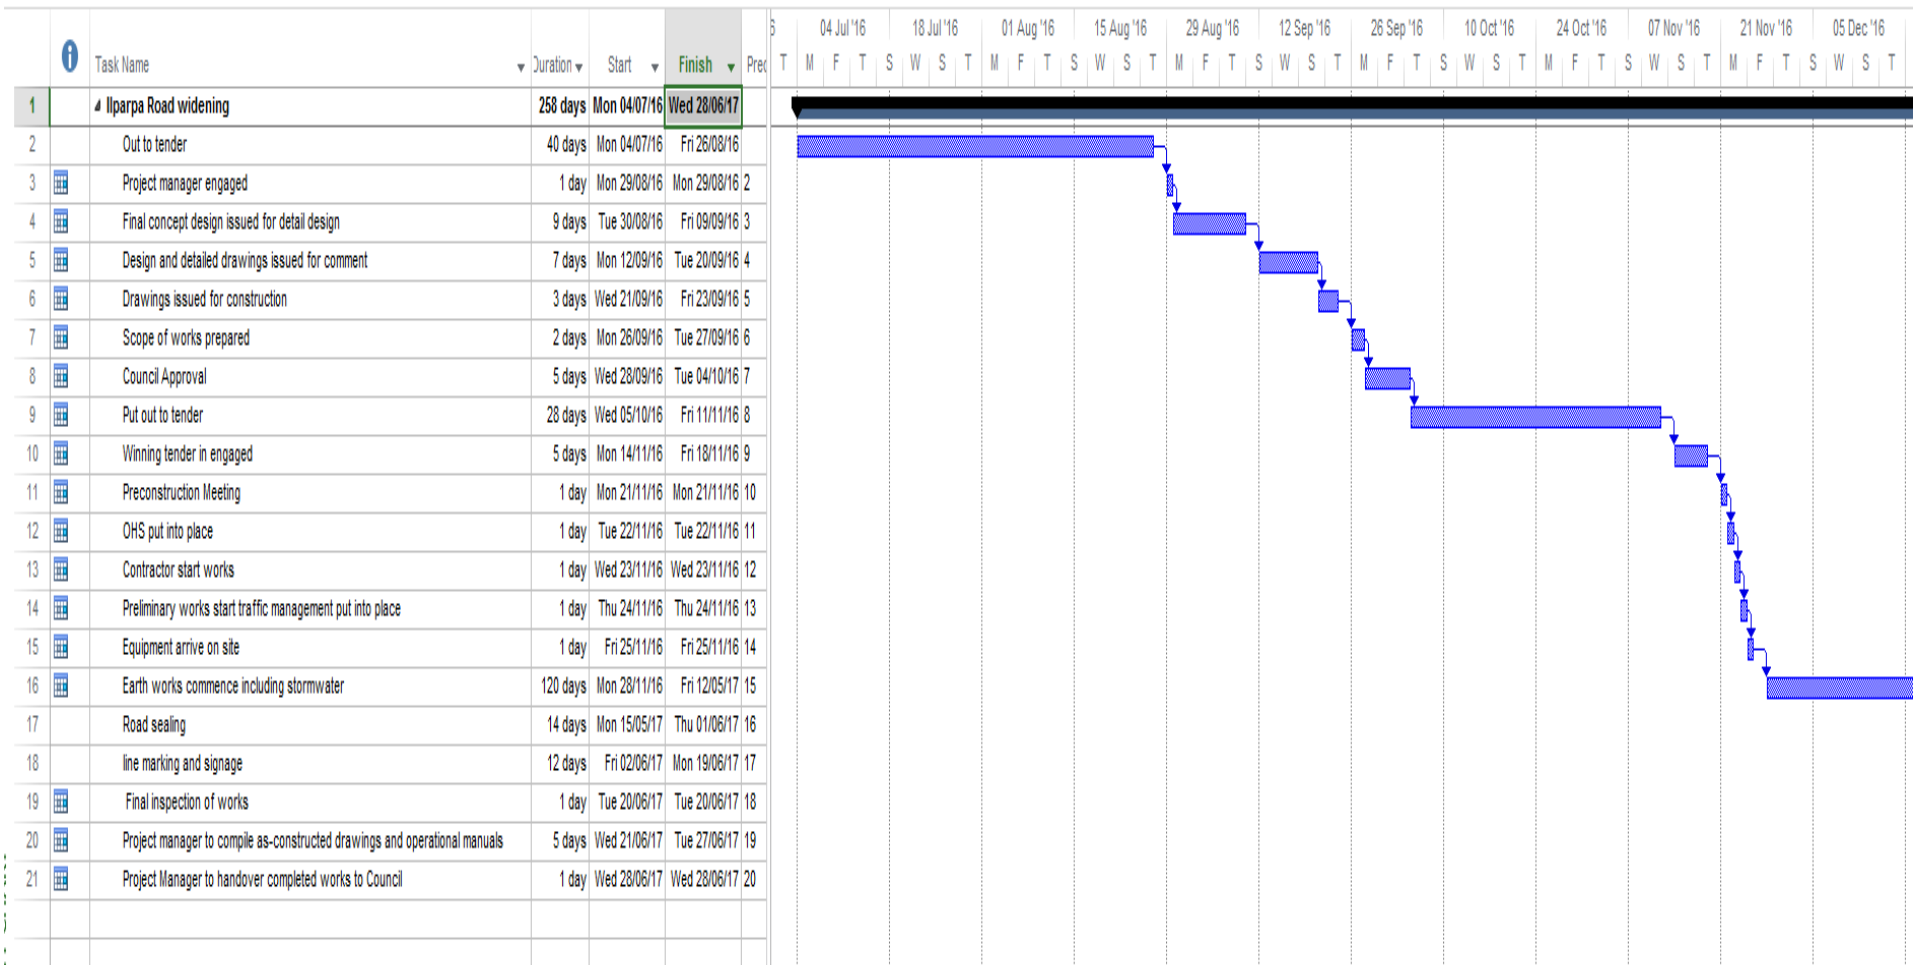 6 04 Jul '16 18 Jul '16 01 Aug '16 15 Aug '16 29 Aug '16 12 Sep '16 26 Sep '16 10 Oct '16 24 Oct '16 07 Nov '16 21 Nov '16 05 Dec '16
Task Name Duration Start Finish Prec T M F T S W S T M F T S W S T M F T S W S T M F T S W S T M F T S W S T M F T S W S T
1 Ilparpa Road widening 258 days Mon 04/07/16 Wed 28/06/17
2 Out to tender 40 days Mon 04/07/16 Fri 26/08/16
3 Project manager engaged 1 day Mon 29/08/16 Mon 29/08/16 2
4 Final concept design issued for detail design 9 days Tue 30/08/16 Fri 09/09/16 3
5 Design and detailed drawings issued for comment 7 days Mon 12/09/16 Tue 20/09/16 4
6 Drawings issued for construction 3 days Wed 21/09/16 Fri 23/09/16 5
7 Scope of works prepared 2 days Mon 26/09/16 Tue 27/09/16 6
8 Council Approval 5 days Wed 28/09/16 Tue 04/10/16 7
9 Put out to tender 28 days Wed 05/10/16 Fri 11/11/16 8
10 Winning tender in engaged 5 days Mon 14/11/16 Fri 18/11/16 9
11 Preconstruction Meeting 1 day Mon 21/11/16 Mon 21/11/16 10
12 OHS put into place 1 day Tue 22/11/16 Tue 22/11/16 11
13 Contractor start works 1 day Wed 23/11/16 Wed 23/11/16 12
14 Preliminary works start traffic management put into place 1 day Thu 24/11/16 Thu 24/11/16 13
15 Equipment arrive on site 1 day Fri 25/11/16 Fri 25/11/16 14
16 Earth works commence including stormwater 120 days Mon 28/11/16 Fri 12/05/17 15
17 Road sealing 14 days Mon 15/05/17 Thu 01/06/17 16
18 line marking and signage 12 days Fri 02/06/17 Mon 19/06/17 17
19 Final inspection of works 1 day Tue 20/06/17 Tue 20/06/17 18
20 Project manager to compile as-constructed drawings and operational manuals 5 days Wed 21/06/17 Tue 27/06/17 19
21 Project Manager to handover completed works to Council 1 day Wed 28/06/17 Wed 28/06/17 20